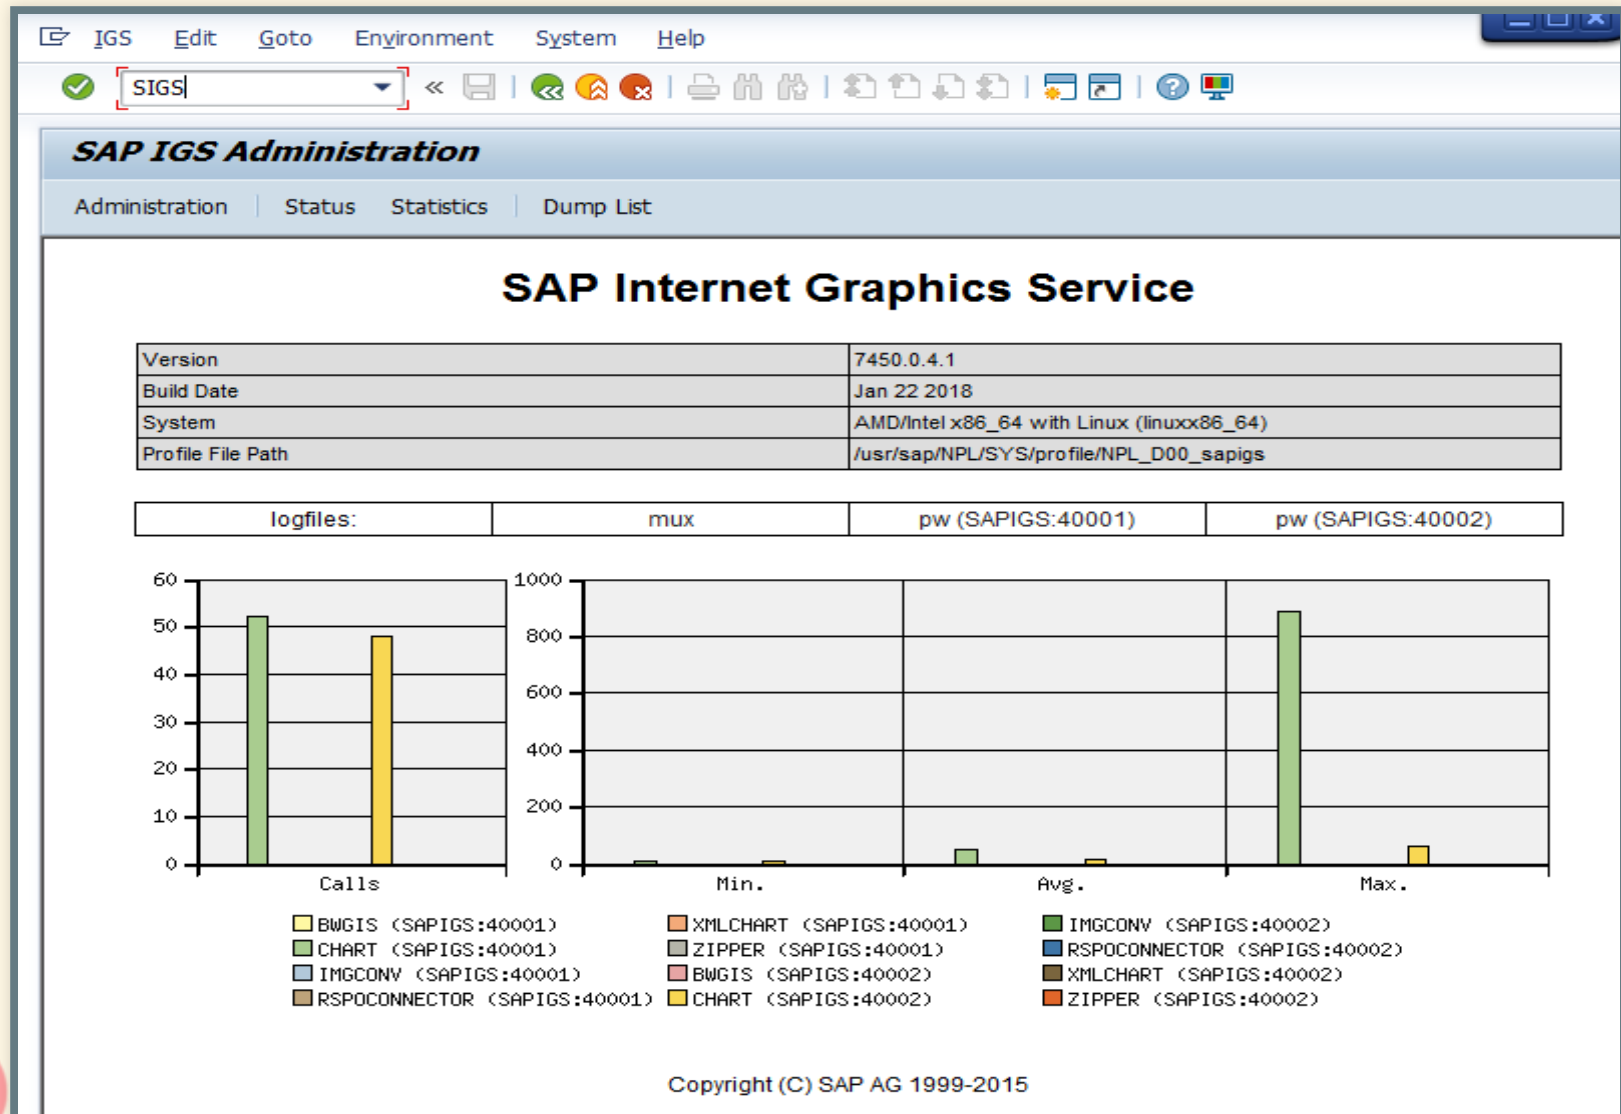 IGS Edit Goto Environment System Help
SIGS
SAP IGS Administration
Administration Status Statistics Dump List
SAP Internet Graphics Service
Version 7450.0.4.1
Build Date Jan 22 2018
System AMD/Intel x86_64 with Linux (linuxx86_64)
Profile File Path /usr/sap/NPL/SYS/profile/NPL_D00_sapigs
logfiles: mux pw (SAPIGS:40001) pw (SAPIGS:40002)
60 1000
50 800
40 600
30 400
20 200
10
0 0
Calls Min. Avg. Max.
BWGIS (SAPIGS:40001) XMLCHART (SAPIGS:40001) IMGCONV (SAPIGS:40002)
CHART (SAPIGS:40001) ZIPPER (SAPIGS:40001) RSPOCONNECTOR (SAPIGS:40002)
IMGCONV (SAPIGS:40001) BWGIS (SAPIGS:40002) XMLCHART (SAPIGS:40002)
RSPOCONNECTOR (SAPIGS:40001) CHART (SAPIGS:40002) ZIPPER (SAPIGS:40002)
Copyright (C) SAP AG 1999-2015